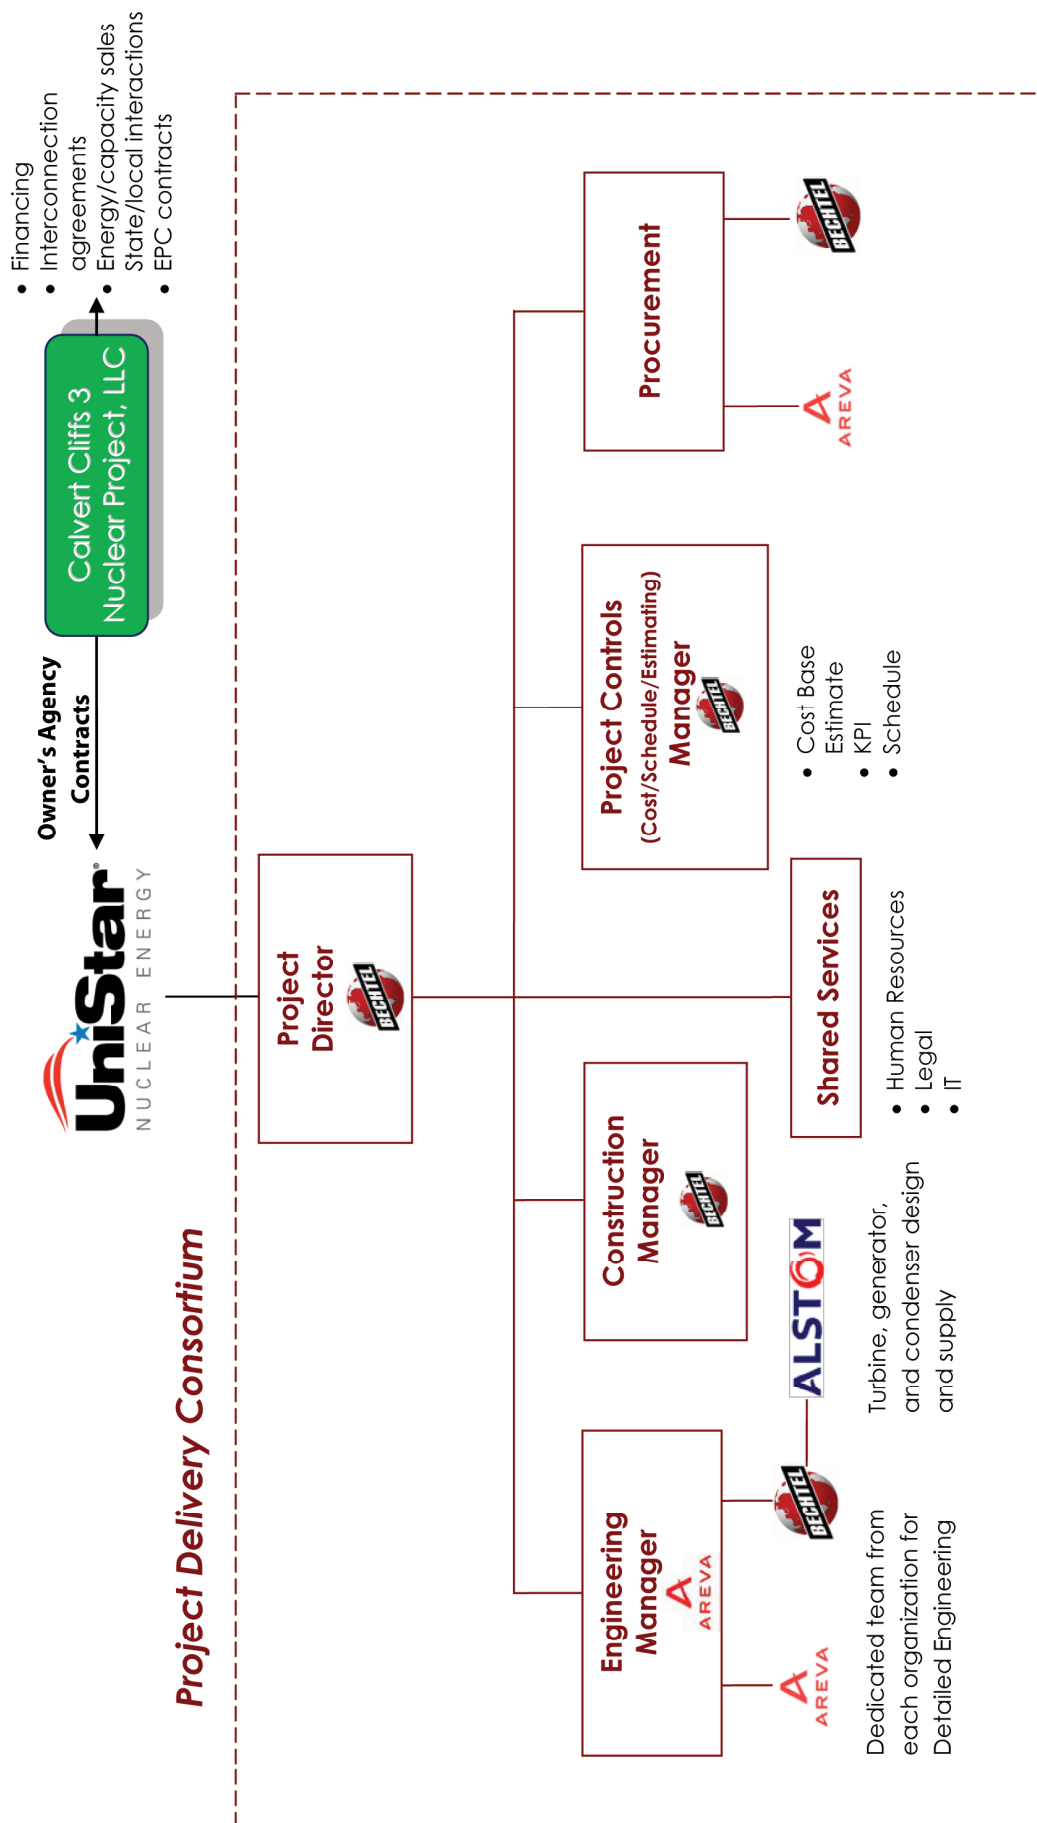 UniStar®
NUCLEAR ENERGY
Owner's Agency
Contracts
Calvert Cliffs 3
Nuclear Project, LLC
• Financing
• Interconnection
agreements
• Energy/capacity sales
State/local interactions
• EPC contracts
Project Delivery Consortium
Project
Director
BECHTEL
Engineering
Manager
AREVA
AREVA
BECHTEL
ALSTOM
Dedicated team from
each organization for
Detailed Engineering
Turbine, generator,
and condenser design
and supply
Construction
Manager
BECHTEL
Shared Services
• Human Resources
• Legal
• IT
Project Controls
(Cost/Schedule/Estimating)
Manager
BECHTEL
• Cost Base
Estimate
• KPI
• Schedule
Procurement
AREVA
BECHTEL